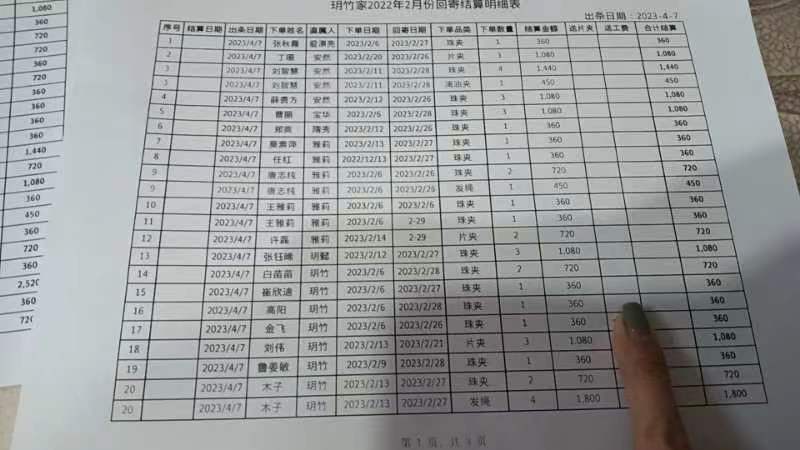 玥竹家2022年2月份回寄结算明细表
出条日期：2023-4-7
序号 结算日期 出条日期 下单姓名 直属人 下单日期 回寄日期 下单品类 下单数量 结算金额 送片夹 送工费 合计结算
1 2023/4/7 张秋霞 2023/2/6 2023/2/27 珠夹 1 360 360
2 2023/4/7 丁珊 安然 2023/2/20 2023/2/26 片夹 3 1,080 1,080
3 2023/4/7 刘智慧 安然 2023/2/11 2023/2/28 珠夹 4 1,440 1,440
3 2023/4/7 刘智慧 安然 2023/2/11 2023/2/28 滴油夹 1 450 450
4 2023/4/7 薛贵方 安然 2023/2/12 2023/2/26 珠夹 3 1,080 1,080
5 2023/4/7 曹丽 宝华 2023/2/6 2023/2/28 珠夹 3 1,080 1,080
6 2023/4/7 郑爽 隋秀 2023/2/12 2023/2/26 珠夹 1 360 360
7 2023/4/7 雅莉 2023/2/13 2023/2/27 珠夹 1 360 360
8 2023/4/7 任红 雅莉 2022/12/13 2023/2/27 珠夹 1 360 360
9 2023/4/7 唐志纯 雅莉 2023/2/6 2023/2/26 珠夹 2 720 720
9 2023/4/7 唐志纯 雅莉 2023/2/6 2023/2/26 发绳 1 450 450
10 2023/4/7 王雅莉 雅莉 2023/2/6 2023/2/6 珠夹 1 360 360
11 2023/4/7 王雅莉 雅莉 2023/2/6 2-29 珠夹 1 360 360
12 2023/4/7 许磊 雅莉 2023/2/14 2-29 片夹 2 720 720
13 2023/4/7 张钰晞 玥懿 2023/2/12 2023/2/27 珠夹 3 1,080 1,080
14 2023/4/7 白苗苗 玥竹 2023/2/6 2023/2/28 珠夹 2 720 720
15 2023/4/7 崔欣迪 玥竹 2023/2/6 2023/2/27 珠夹 1 360 360
16 2023/4/7 高阳 玥竹 2023/2/6 2023/2/28 珠夹 1 360 360
17 2023/4/7 金飞 玥竹 2023/2/6 2023/2/26 珠夹 1 360 360
18 2023/4/7 刘伟 玥竹 2023/2/13 2023/2/21 片夹 3 1,080 1,080
19 2023/4/7 鲁姜敏 玥竹 2023/2/9 2023/2/28 珠夹 1 360 360
20 2023/4/7 木子 玥竹 2023/2/13 2023/2/27 珠夹 2 720 720
20 2023/4/7 木子 玥竹 2023/2/13 2023/2/27 发绳 4 1,800 1,800
第 1 页，共 3 页
1,080
360
360
360
360
360
720
360
360
1,440
720
1,080
360
450
360
720
360
2,520
360